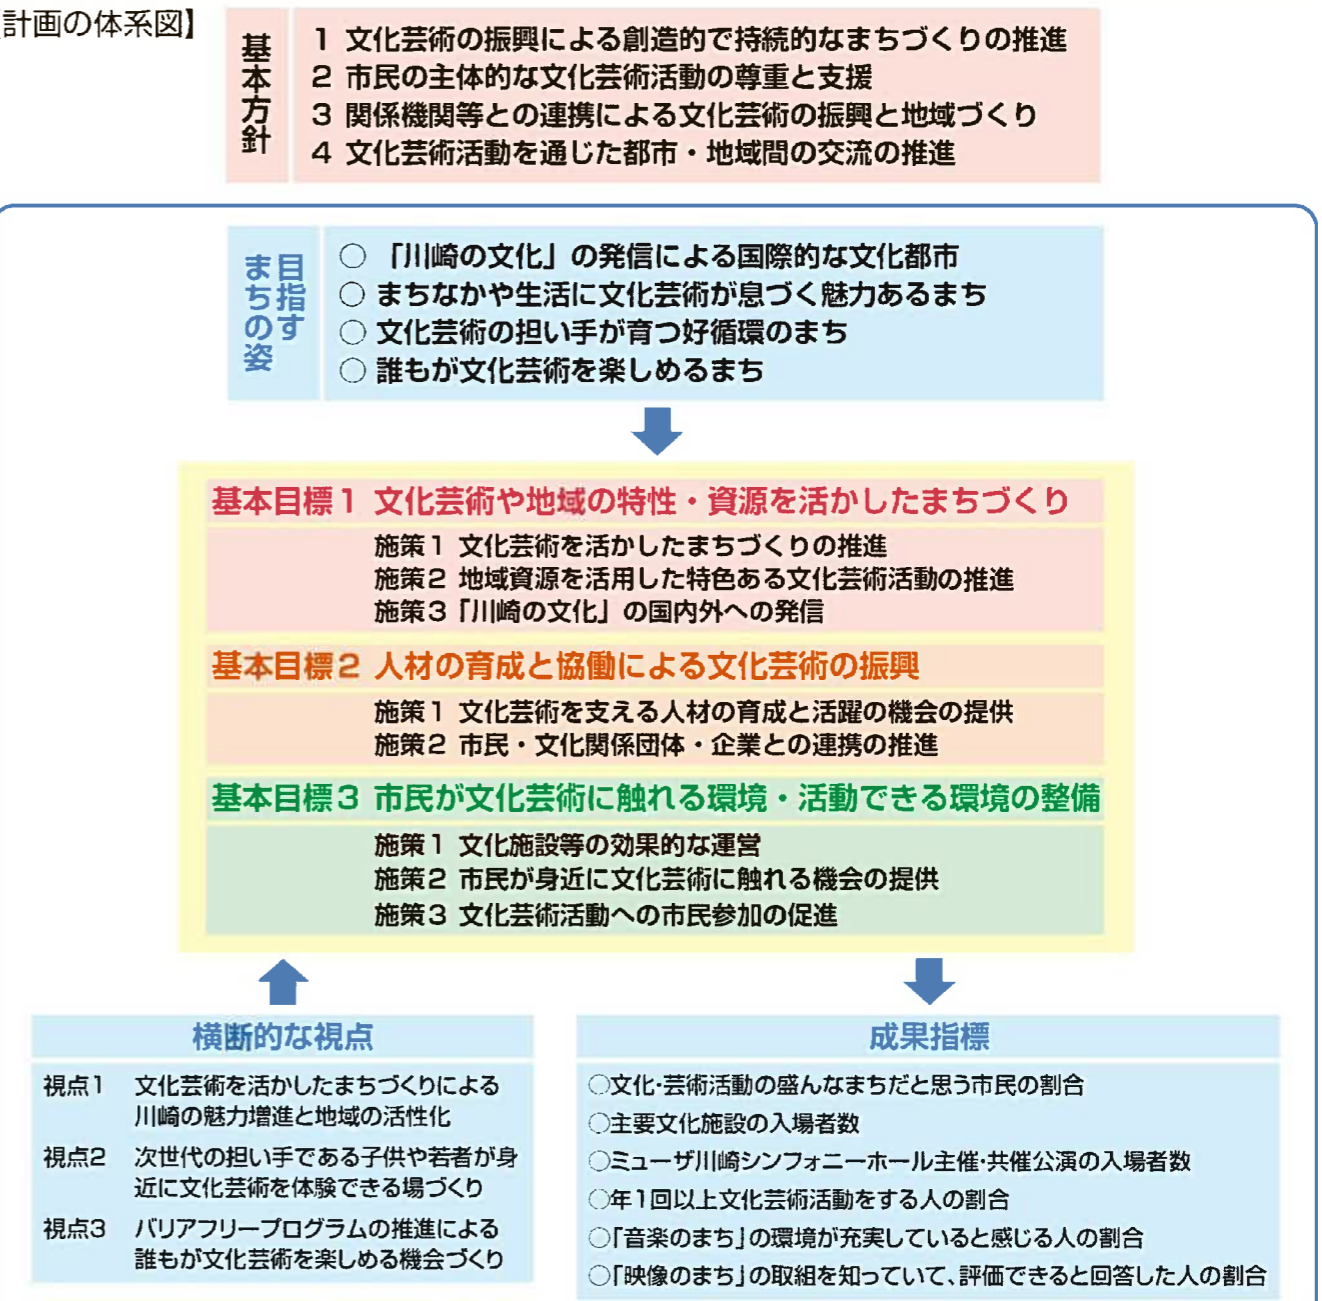 計画の体系図】
基本方針
1 文化芸術の振興による創造的で持続的なまちづくりの推進
2 市民の主体的な文化芸術活動の尊重と支援
3 関係機関等との連携による文化芸術の振興と地域づくり
4 文化芸術活動を通じた都市・地域間の交流の推進
目指す
まちの姿
○ 「川崎の文化」の発信による国際的な文化都市
○ まちなかや生活に文化芸術が息づく魅力あるまち
○ 文化芸術の担い手が育つ好循環のまち
○ 誰もが文化芸術を楽しめるまち
基本目標1 文化芸術や地域の特性・資源を活かしたまちづくり
施策1 文化芸術を活かしたまちづくりの推進
施策2 地域資源を活用した特色ある文化芸術活動の推進
施策3「川崎の文化」の国内外への発信
基本目標2 人材の育成と協働による文化芸術の振興
施策1 文化芸術を支える人材の育成と活躍の機会の提供
施策2 市民・文化関係団体・企業との連携の推進
基本目標3 市民が文化芸術に触れる環境・活動できる環境の整備
施策1 文化施設等の効果的な運営
施策2 市民が身近に文化芸術に触れる機会の提供
施策3 文化芸術活動への市民参加の促進
横断的な視点
視点1 文化芸術を活かしたまちづくりによる
川崎の魅力増進と地域の活性化
視点2 次世代の担い手である子供や若者が身
近に文化芸術を体験できる場づくり
視点3 バリアフリープログラムの推進による
誰もが文化芸術を楽しめる機会づくり
成果指標
○文化・芸術活動の盛んなまちだと思う市民の割合
○主要文化施設の入場者数
○ミューザ川崎シンフォニーホール主催・共催公演の入場者数
○年1回以上文化芸術活動をする人の割合
○「音楽のまち」の環境が充実していると感じる人の割合
○「映像のまち」の取組を知っていて、評価できると回答した人の割合